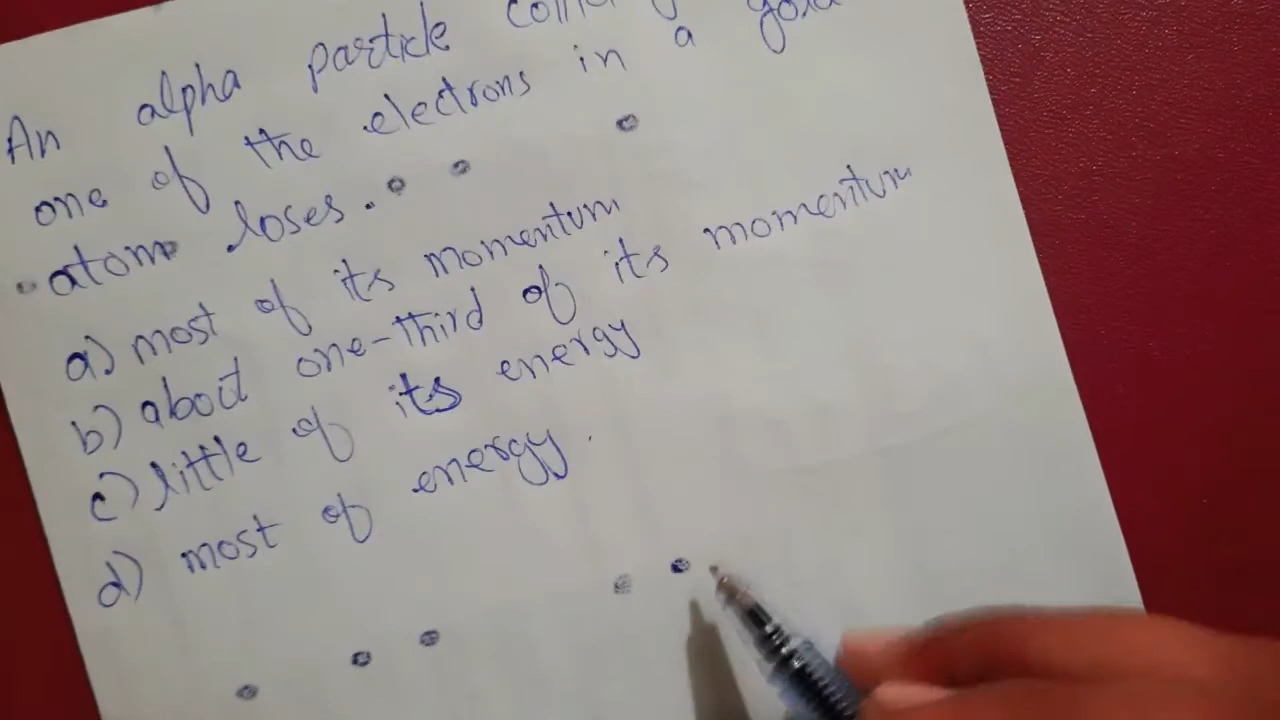 An alpha particle
one of the electrons in a gold
atom loses...
a) most of its momentum
b) about one-third of its momentum
c) little of its energy
d) most of energy.